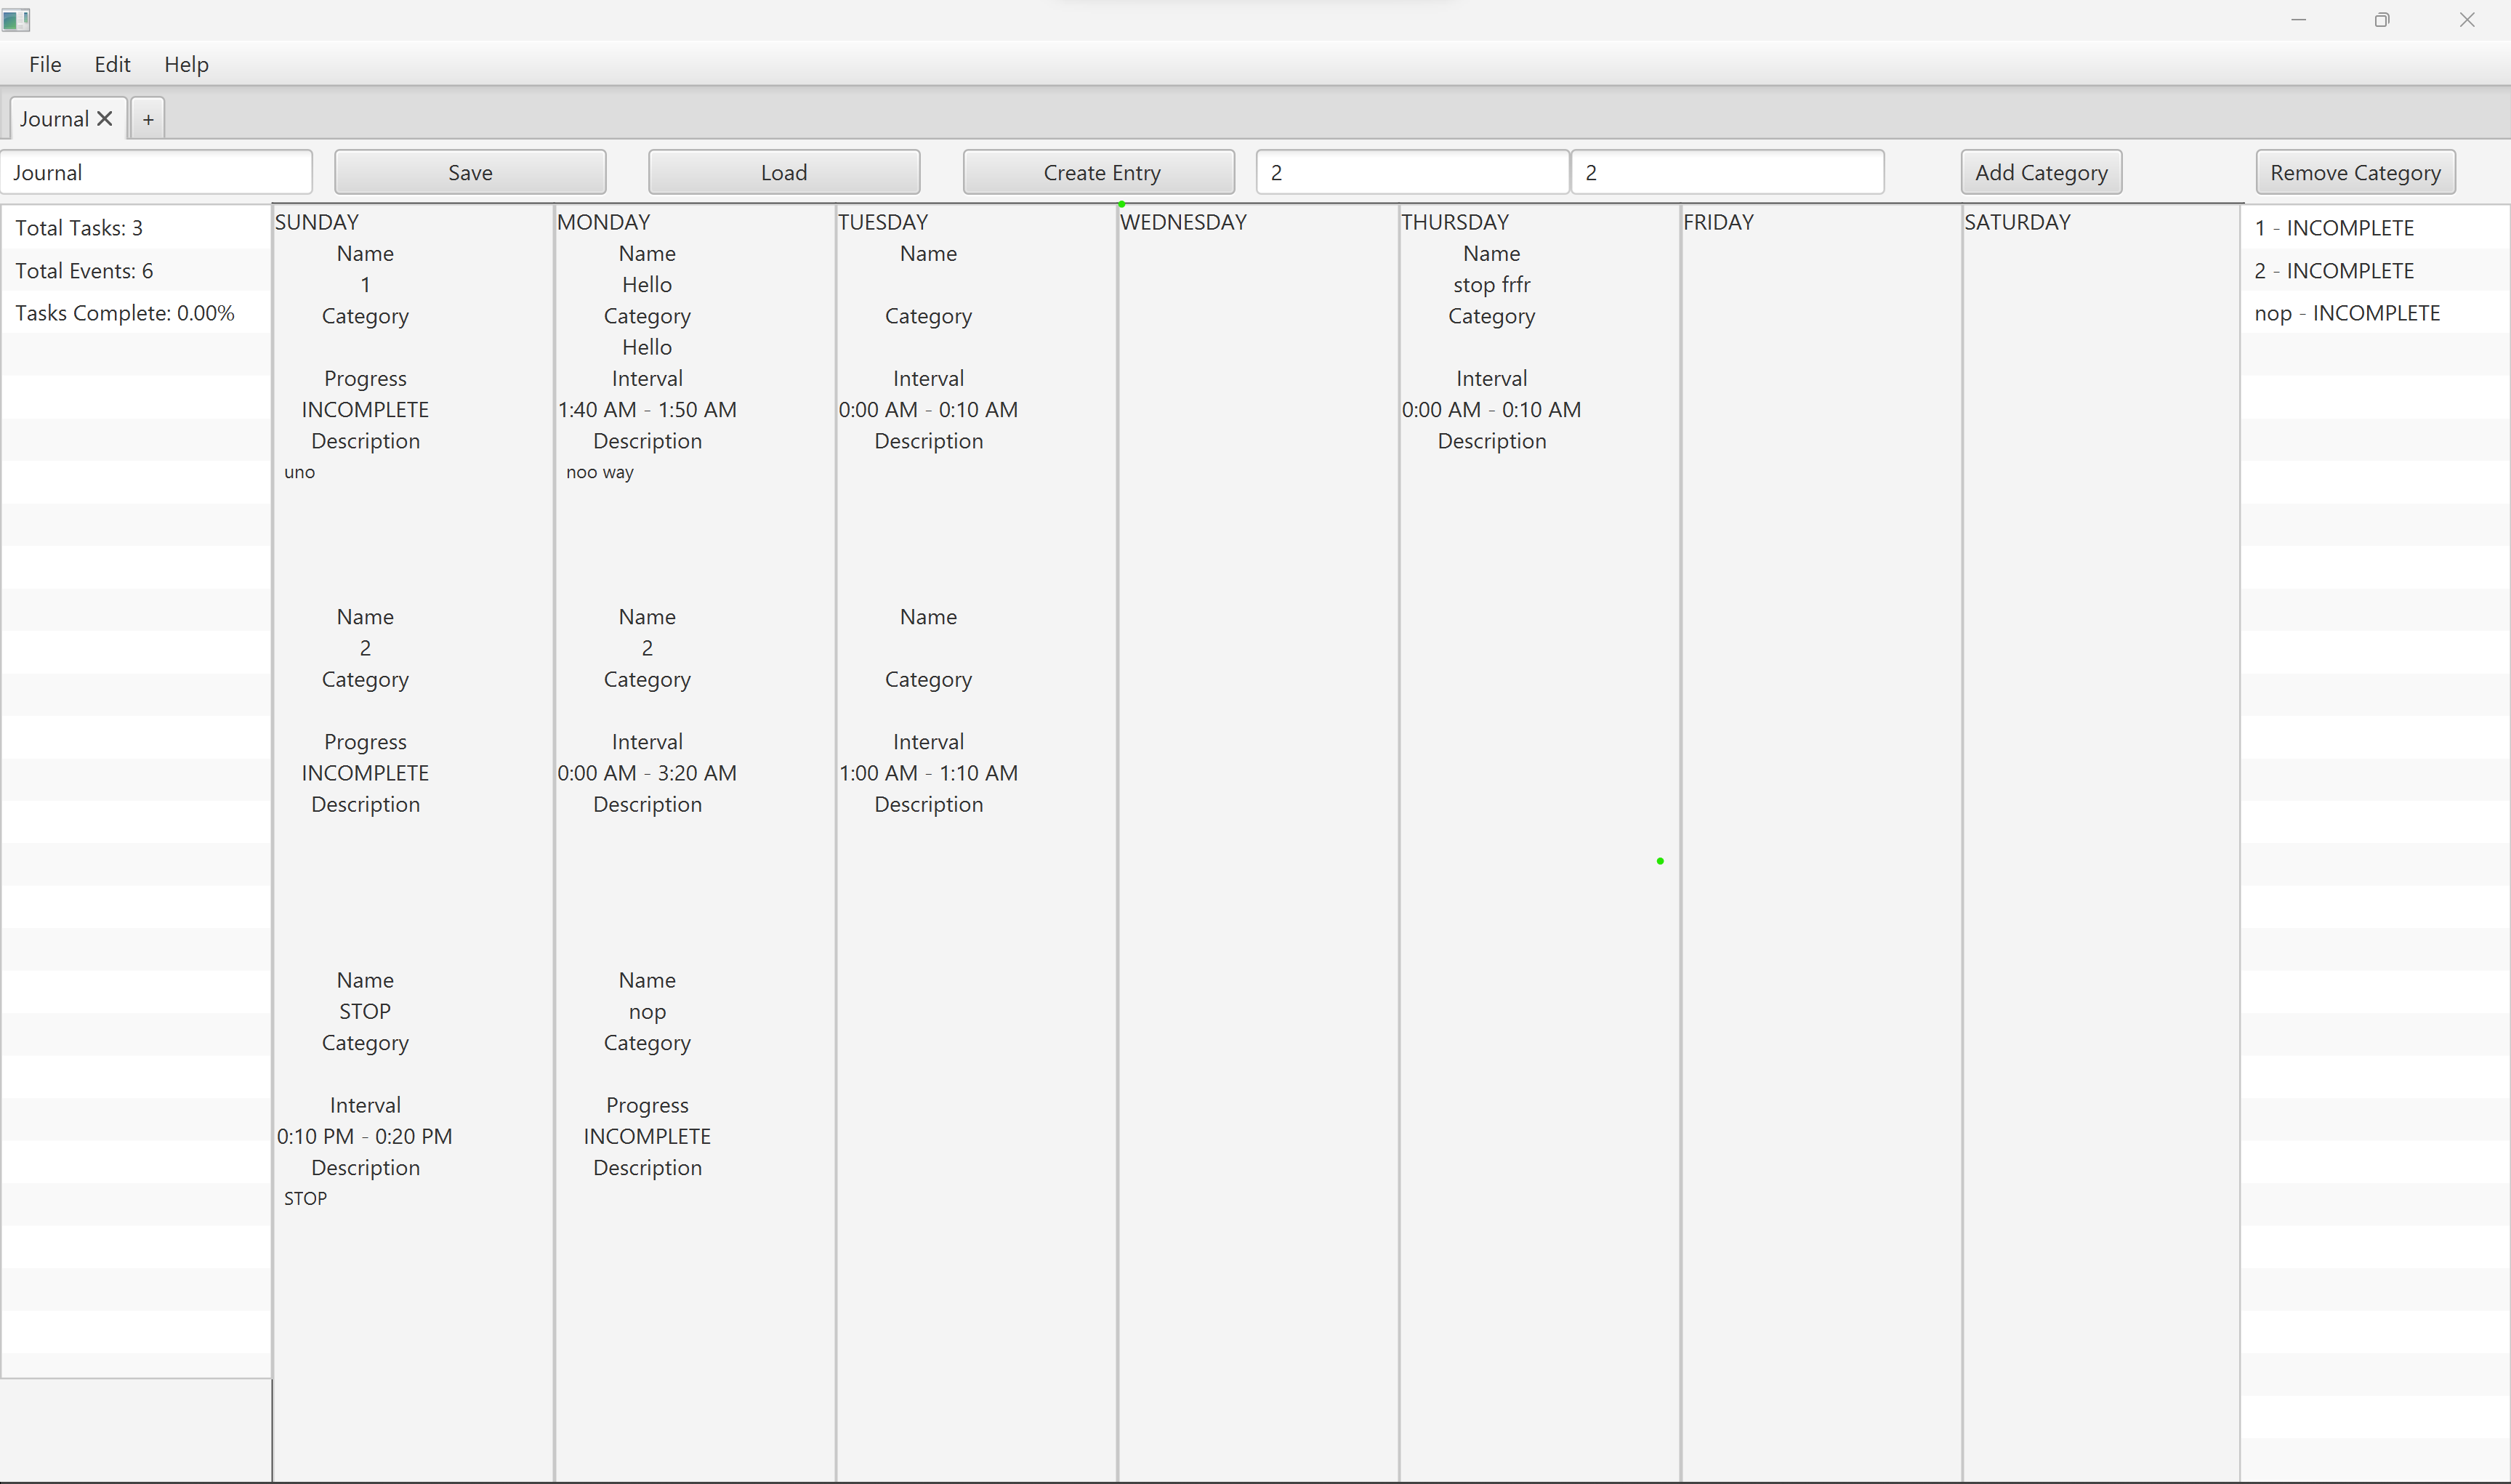 File Edit Help
Journal +
Journal Save Load Create Entry 2 2 Add Category Remove Category
Total Tasks: 3
Total Events: 6
Tasks Complete: 0.00%
SUNDAY
Name
1
Category
Progress
INCOMPLETE
Description
uno
Name
2
Category
Progress
INCOMPLETE
Description
Name
STOP
Category
Interval
0:10 PM - 0:20 PM
Description
STOP
MONDAY
Name
Hello
Category
Hello
Interval
1:40 AM - 1:50 AM
Description
noo way
Name
2
Category
Interval
0:00 AM - 3:20 AM
Description
Name
nop
Category
Progress
INCOMPLETE
Description
TUESDAY
Name
Category
Interval
0:00 AM - 0:10 AM
Description
Name
Category
Interval
1:00 AM - 1:10 AM
Description
WEDNESDAY
THURSDAY
Name
stop frfr
Category
Interval
0:00 AM - 0:10 AM
Description
FRIDAY
SATURDAY
1 - INCOMPLETE
2 - INCOMPLETE
nop - INCOMPLETE